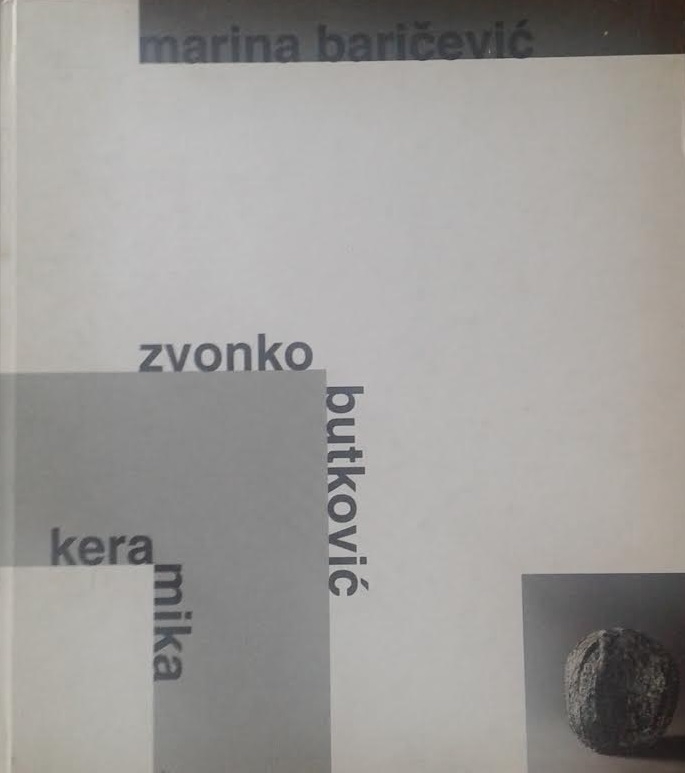 marina baričević
zvonko
butković
kera
mika